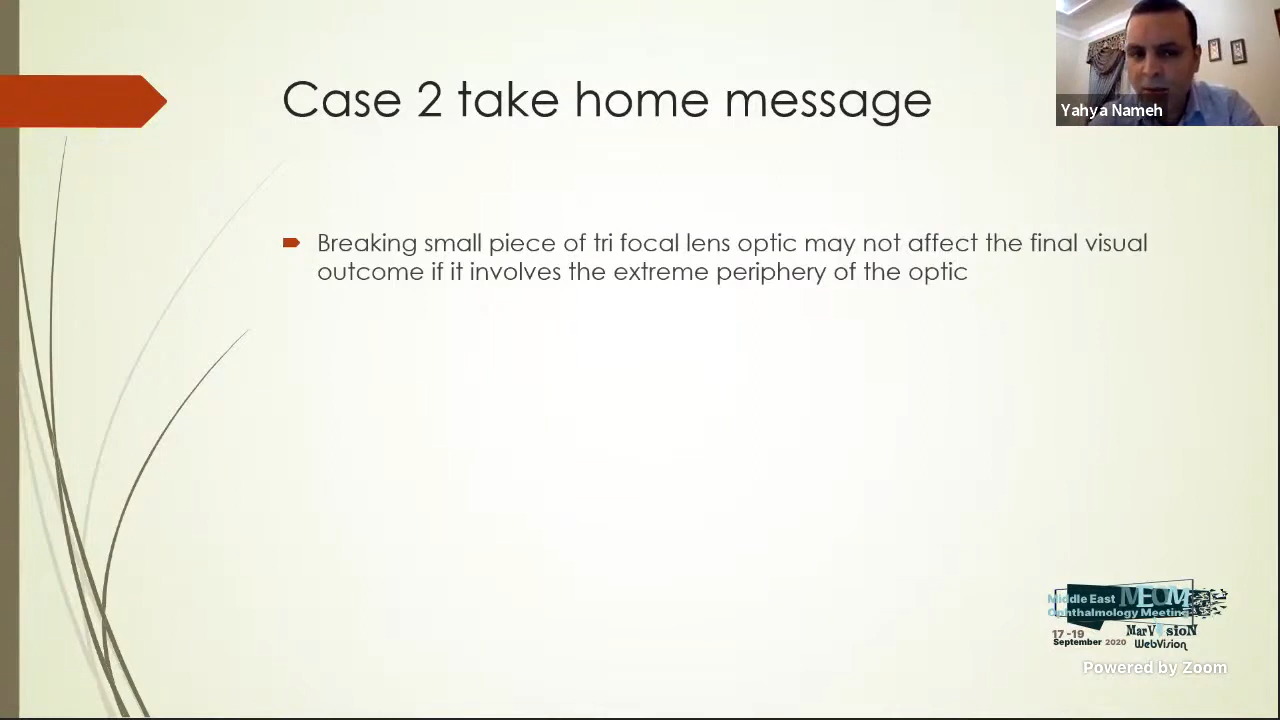 Case 2 take home message
Yahya Nameh
Breaking small piece of tri focal lens optic may not affect the final visual
outcome if it involves the extreme periphery of the optic
Middle East MEOM
Ophthalmology Meeting
17-19
September 2020
MarVisioN
WebVision
Powered by Zoom